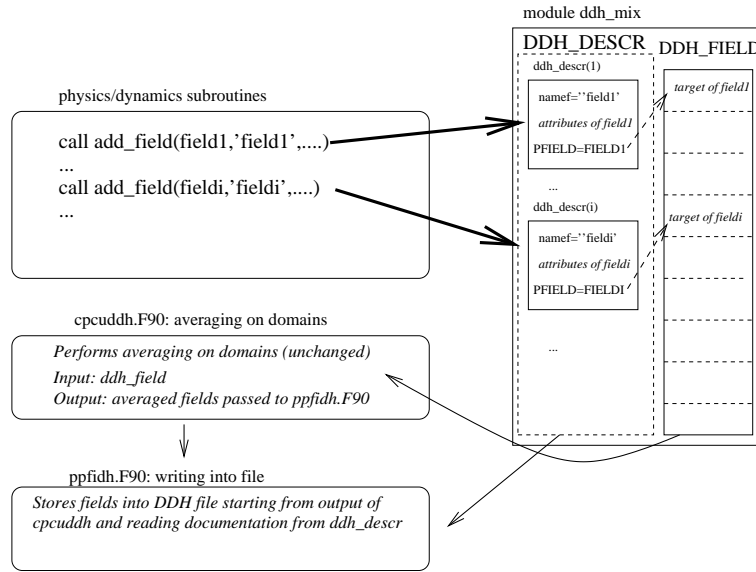 module ddh_mix
DDH_DESCR
DDH_FIELD
ddh_descr(1)
namef=''field1'
attributes of field1
PFIELD=FIELD1
...
ddh_descr(i)
namef=''fieldi'
attributes of fieldi
PFIELD=FIELDI
...
target of field1
target of fieldi
physics/dynamics subroutines
call add_field(field1,'field1',....)
...
call add_field(fieldi,'fieldi',....)
...
cpcuddh.F90: averaging on domains
Performs averaging on domains (unchanged)
Input: ddh_field
Output: averaged fields passed to ppfidh.F90
ppfidh.F90: writing into file
Stores fields into DDH file starting from output of
cpcuddh and reading documentation from ddh_descr